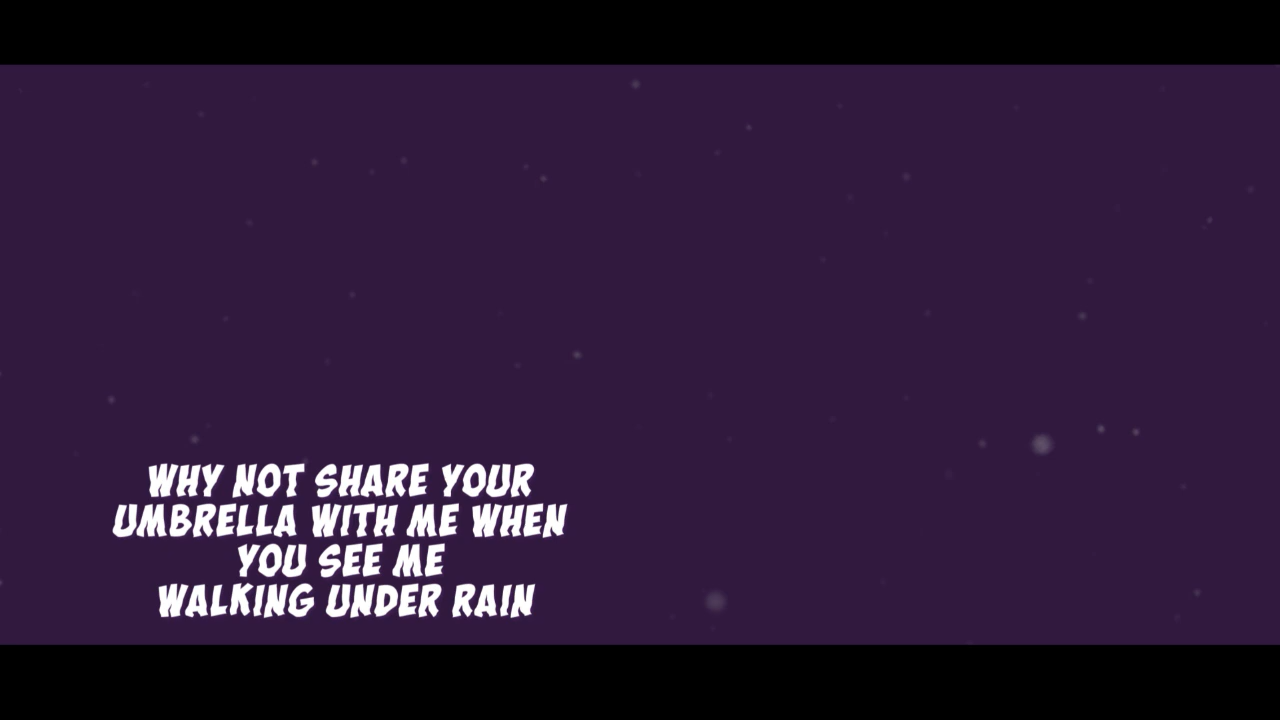 WHY NOT SHARE YOUR
UMBRELLA WITH ME WHEN
YOU SEE ME
WALKING UNDER RAIN